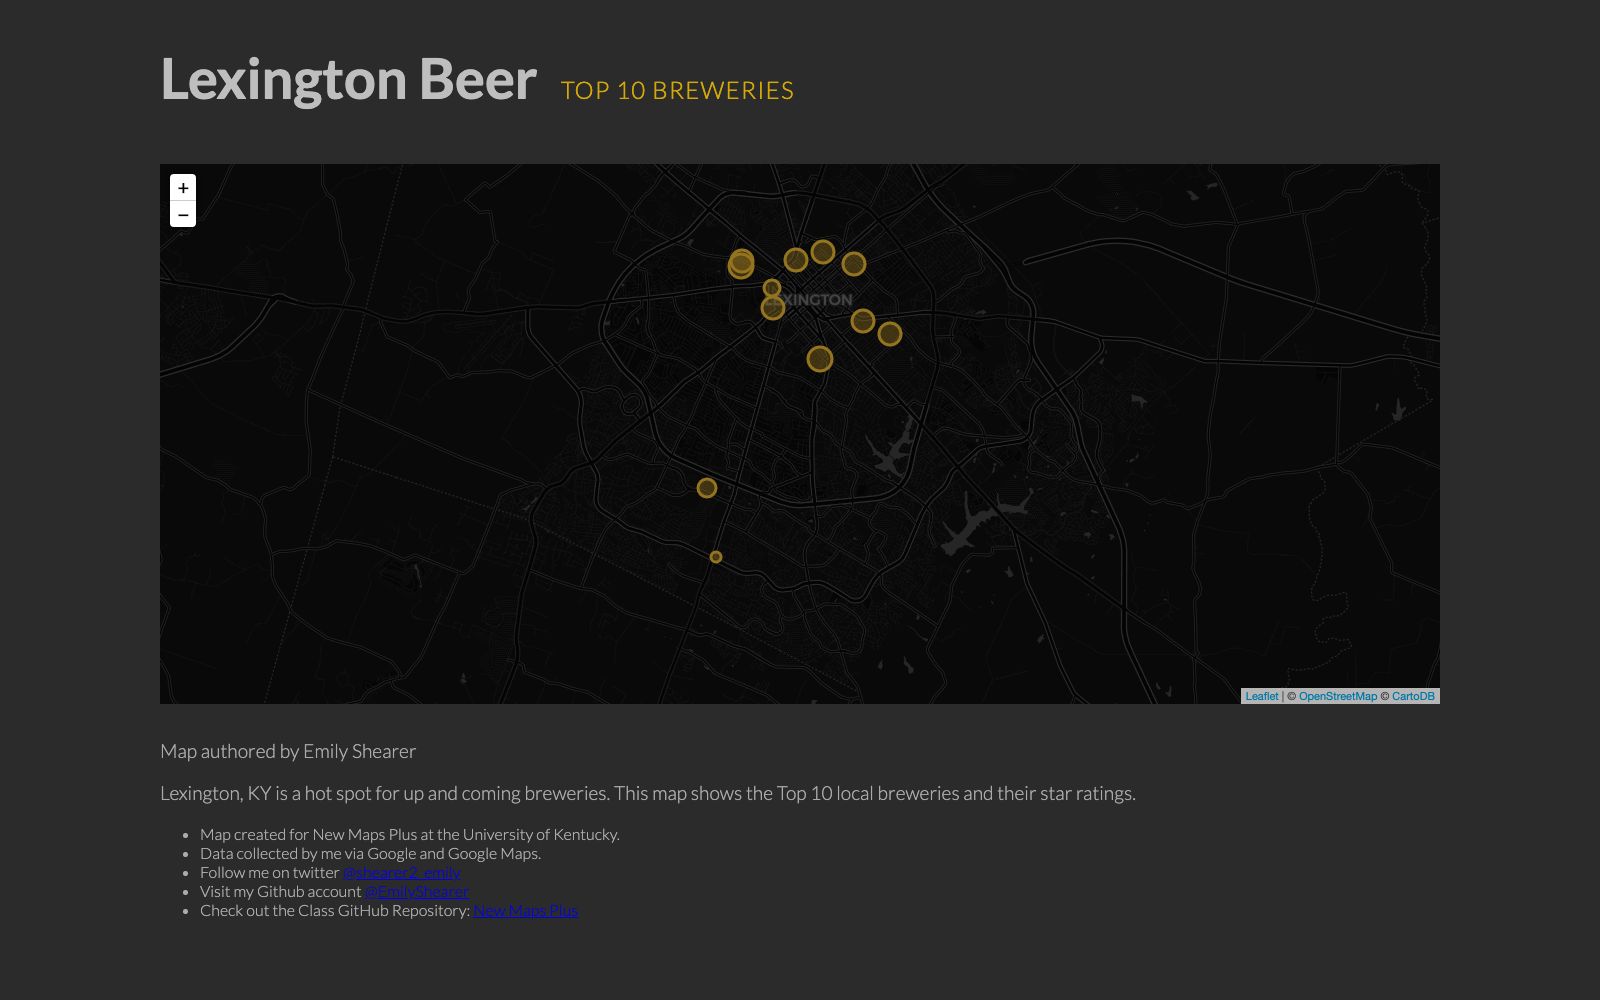 Lexington Beer TOP 10 BREWERIES
+
−
LEXINGTON
Leaflet | © OpenStreetMap © CartoDB
Map authored by Emily Shearer
Lexington, KY is a hot spot for up and coming breweries. This map shows the Top 10 local breweries and their star ratings.
• Map created for New Maps Plus at the University of Kentucky.
• Data collected by me via Google and Google Maps.
• Follow me on twitter @shearer2_emily
• Visit my Github account @EmilyShearer
• Check out the Class GitHub Repository: New Maps Plus